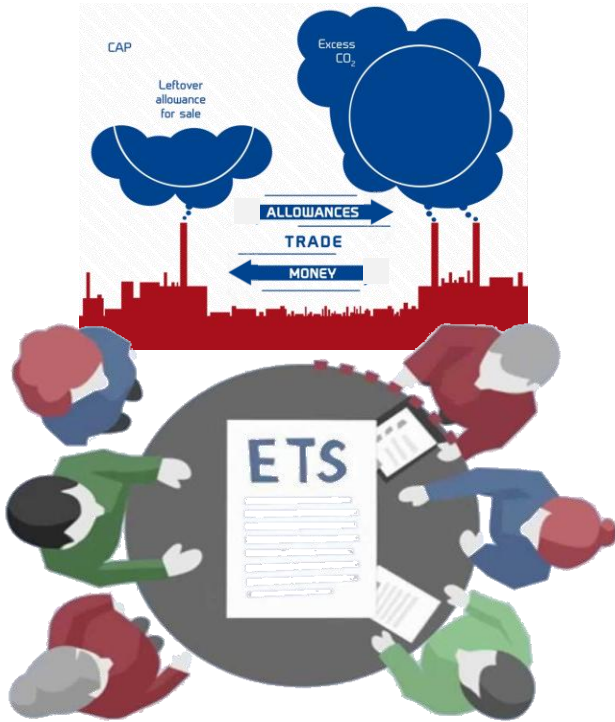 CAP
Excess
CO₂
Leftover
allowance
for sale
ALLOWANCES
TRADE
MONEY
ETS